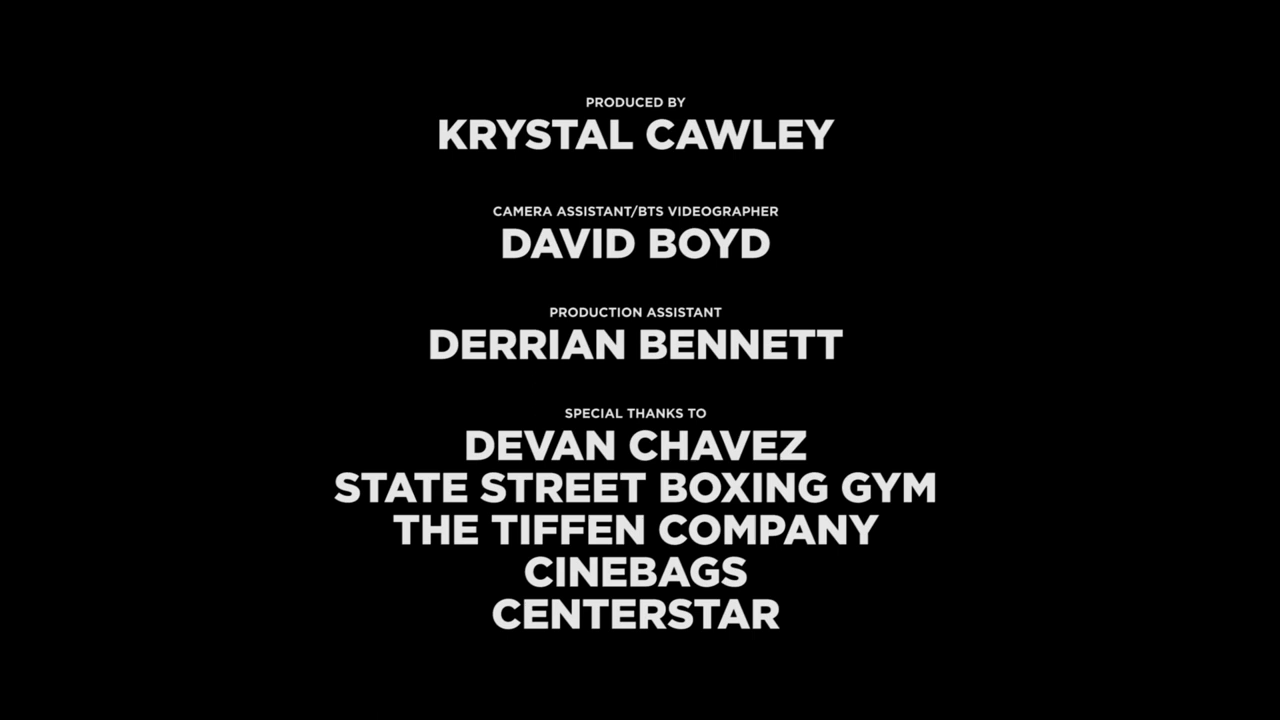 PRODUCED BY
KRYSTAL CAWLEY
CAMERA ASSISTANT/BTS VIDEOGRAPHER
DAVID BOYD
PRODUCTION ASSISTANT
DERRIAN BENNETT
SPECIAL THANKS TO
DEVAN CHAVEZ
STATE STREET BOXING GYM
THE TIFFEN COMPANY
CINEBAGS
CENTERSTAR